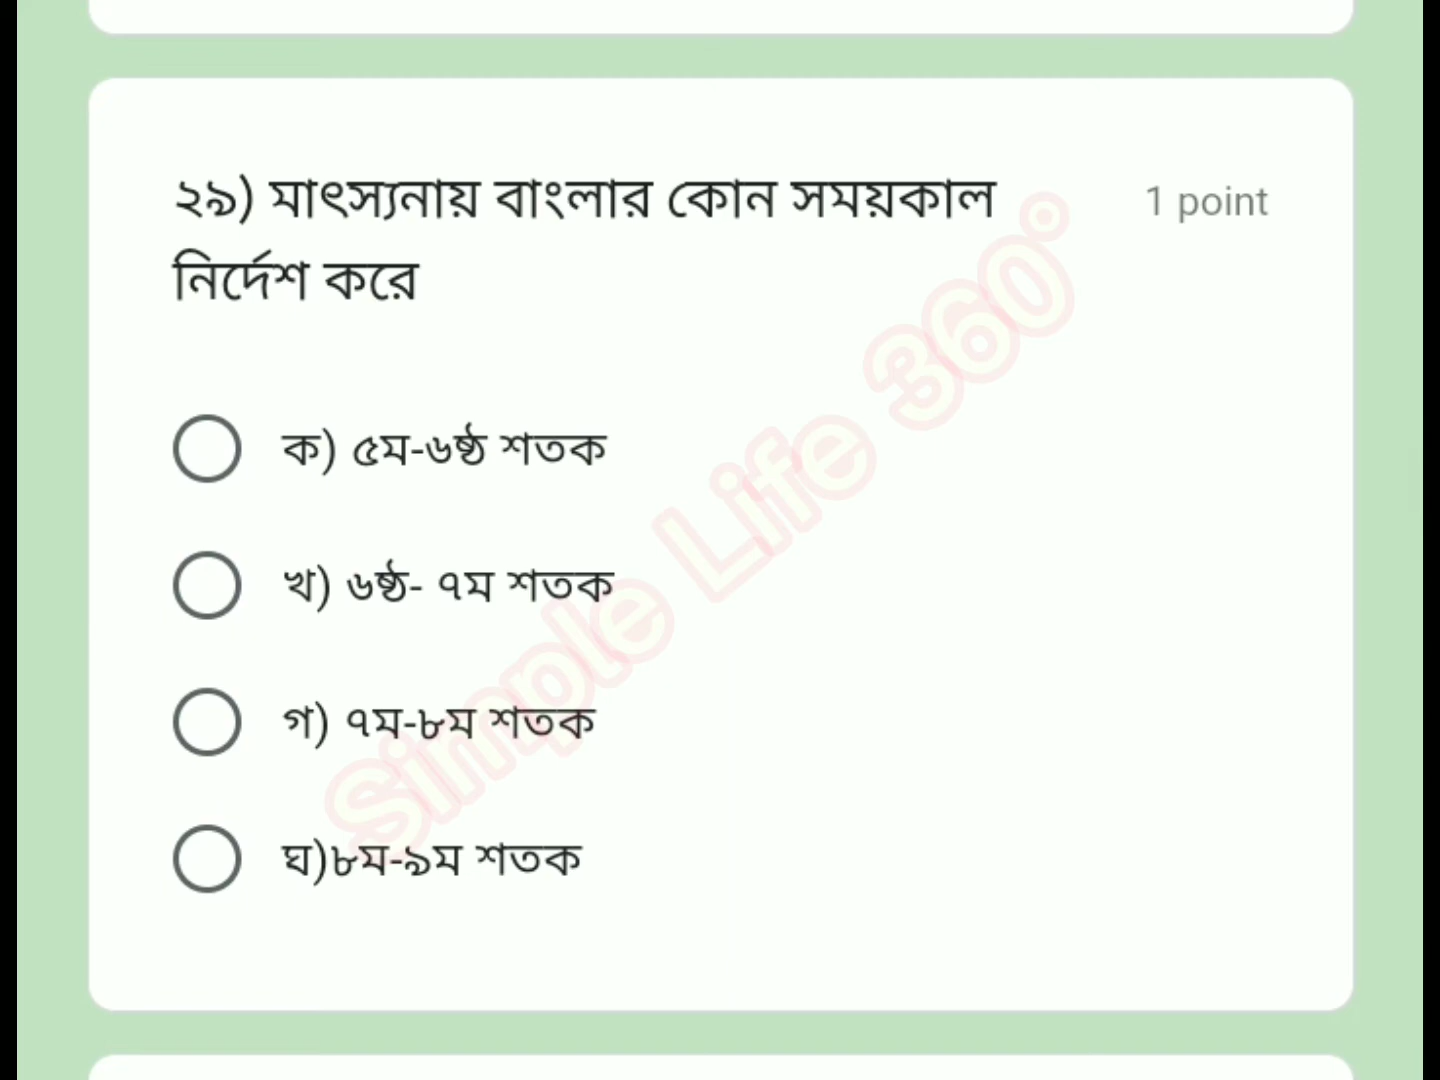 ২৯) মাৎস্যনায় বাংলার কোন সময়কাল
1 point
নির্দেশ করে
ক) ৫ম-৬ষ্ঠ শতক
খ) ৬ষ্ঠ- ৭ম শতক
গ) ৭ম-৮ম শতক
ঘ)৮ম-৯ম শতক
Simple Life 360°